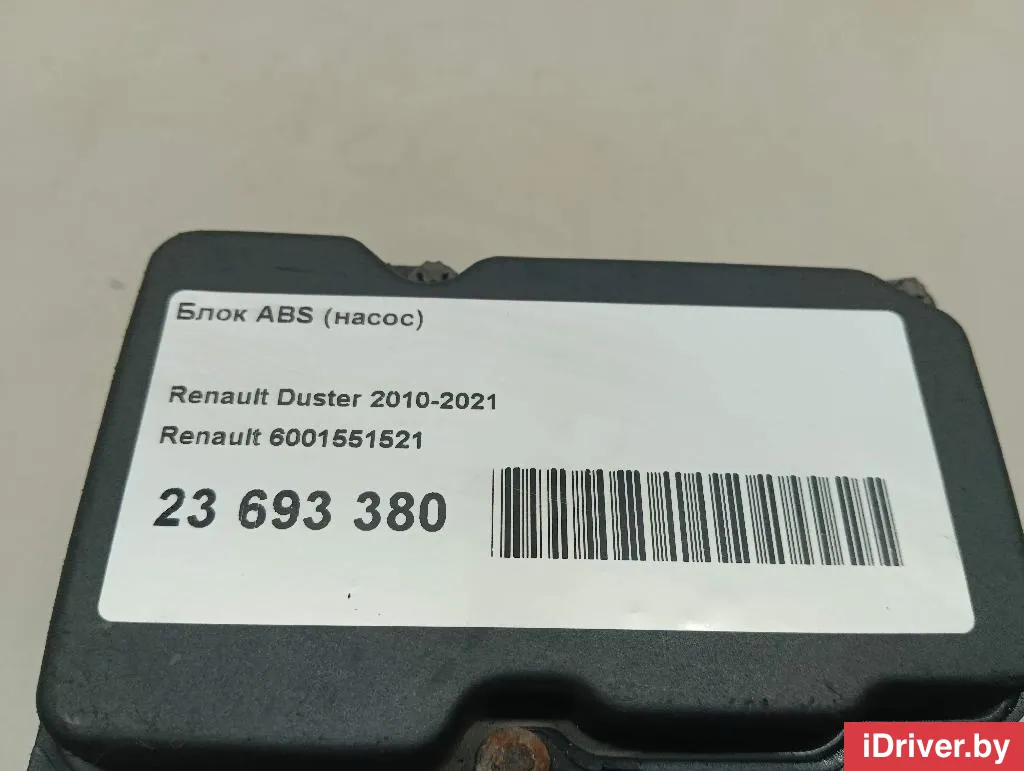 Блок ABS (насос)
Renault Duster 2010-2021
Renault 6001551521
23 693 380
iDriver.by